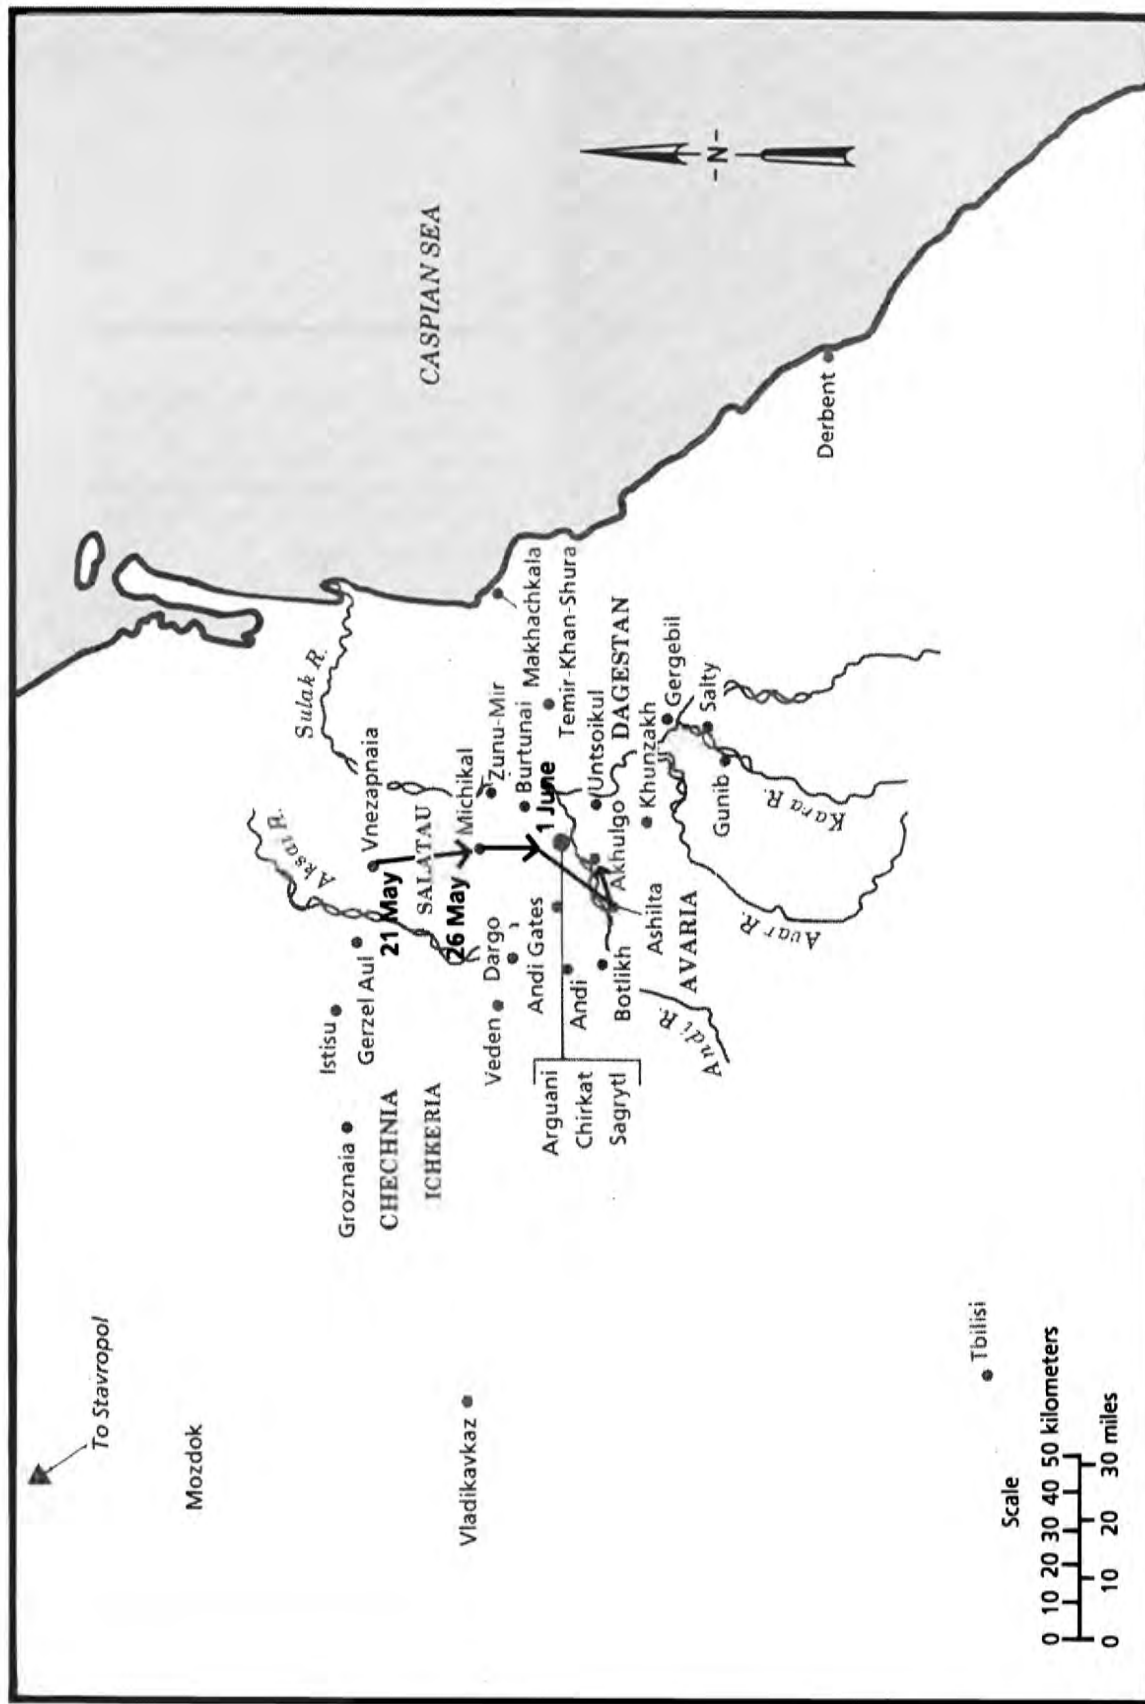 To Stavropol
Mozdok
Vladikavkaz
Tbilisi
Groznaia
Istisu
Gerzel Aul
CHECHNIA
ICHKERIA
Aksai R.
Sulak R.
Vnezapnaia
21 May
SALATAU
26 May
Michikal
Zunu-Mir
Burtunai
Makhachkala
Temir-Khan-Shura
1 June
Veden
Dargo
Andi Gates
Andi
Botlikh
Arguani
Chirkat
Sagrytl
Untsoikul
DAGESTAN
Akhulgo
Ashilta
AVARIA
Khunzakh
Gergebil
Salty
Gunib
Kara R.
Avar R.
Andi R.
CASPIAN SEA
-N-
Derbent
Scale
0 10 20 30 40 50 kilometers
0 10 20 30 miles